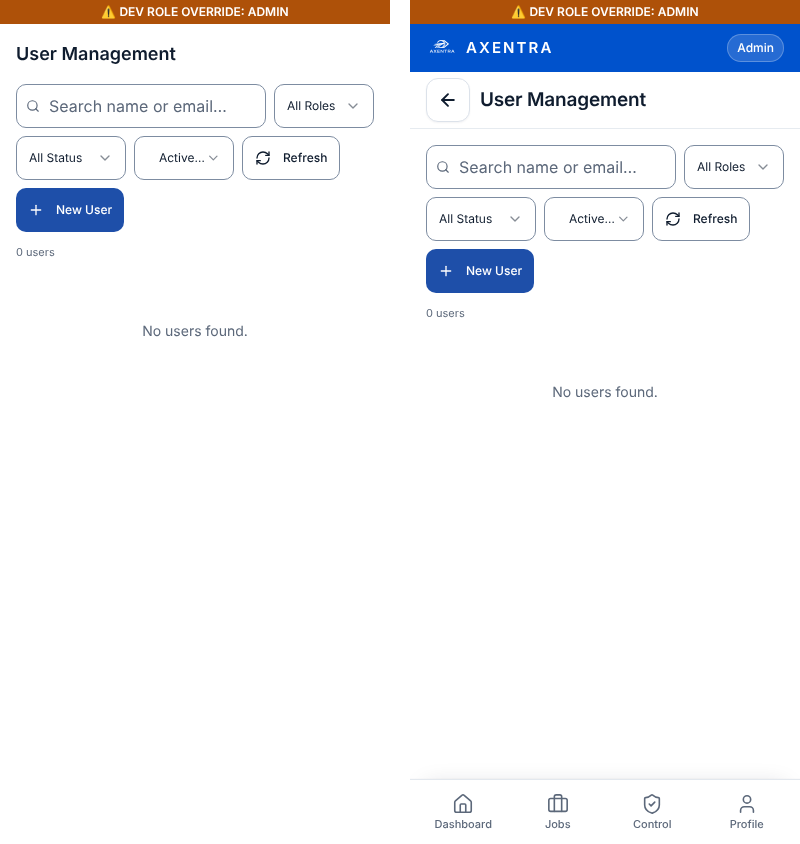 ⚠️ DEV ROLE OVERRIDE: ADMIN
User Management
Search name or email...
All Roles
All Status
Active...
Refresh
New User
0 users
No users found.
⚠️ DEV ROLE OVERRIDE: ADMIN
AXENTRA
AXENTRA
Admin
User Management
Search name or email...
All Roles
All Status
Active...
Refresh
New User
0 users
No users found.
Dashboard
Jobs
Control
Profile